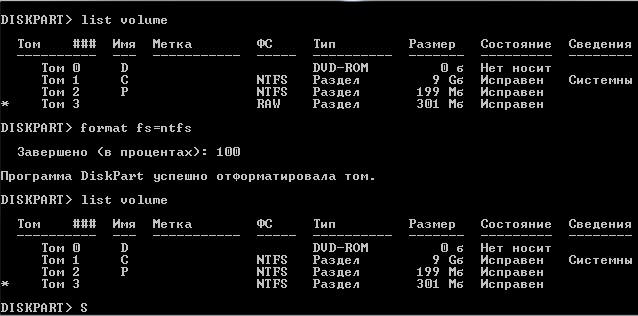 DISKPART> list volume
Том ### Имя Метка ФС Тип Размер Состояние Сведения
Том 0 D DVD-ROM 0 б Нет носит
Том 1 C NTFS Раздел 9 Gб Исправен Системны
Том 2 P NTFS Раздел 199 Mб Исправен
* Том 3 RAW Раздел 301 Mб Исправен
DISKPART> format fs=ntfs
Завершено (в процентах): 100
Программа DiskPart успешно отформатировала том.
DISKPART> list volume
Том ### Имя Метка ФС Тип Размер Состояние Сведения
Том 0 D DVD-ROM 0 б Нет носит
Том 1 C NTFS Раздел 9 Gб Исправен Системны
Том 2 P NTFS Раздел 199 Mб Исправен
* Том 3 NTFS Раздел 301 Mб Исправен
DISKPART> S